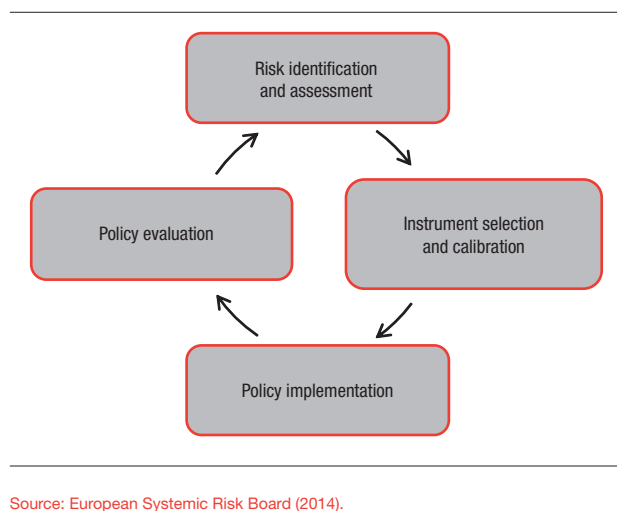 Risk identification
and assessment
Policy evaluation
Instrument selection
and calibration
Policy implementation
Source: European Systemic Risk Board (2014).